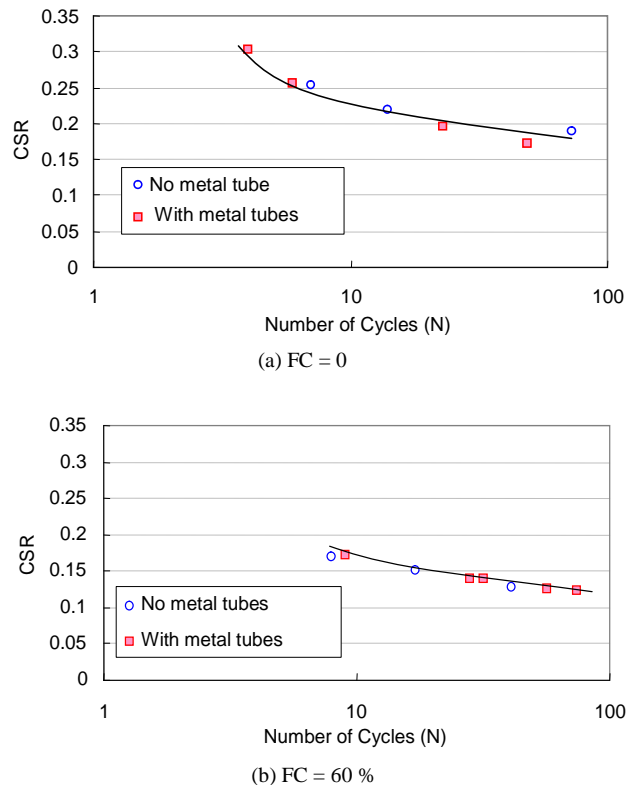 0.35
0.3
0.25
0.2
0.15
0.1
0.05
0
CSR
No metal tube
With metal tubes
1 10 100
Number of Cycles (N)
(a) FC = 0
0.35
0.3
0.25
0.2
0.15
0.1
0.05
0
CSR
No metal tubes
With metal tubes
1 10 100
Number of Cycles (N)
(b) FC = 60 %